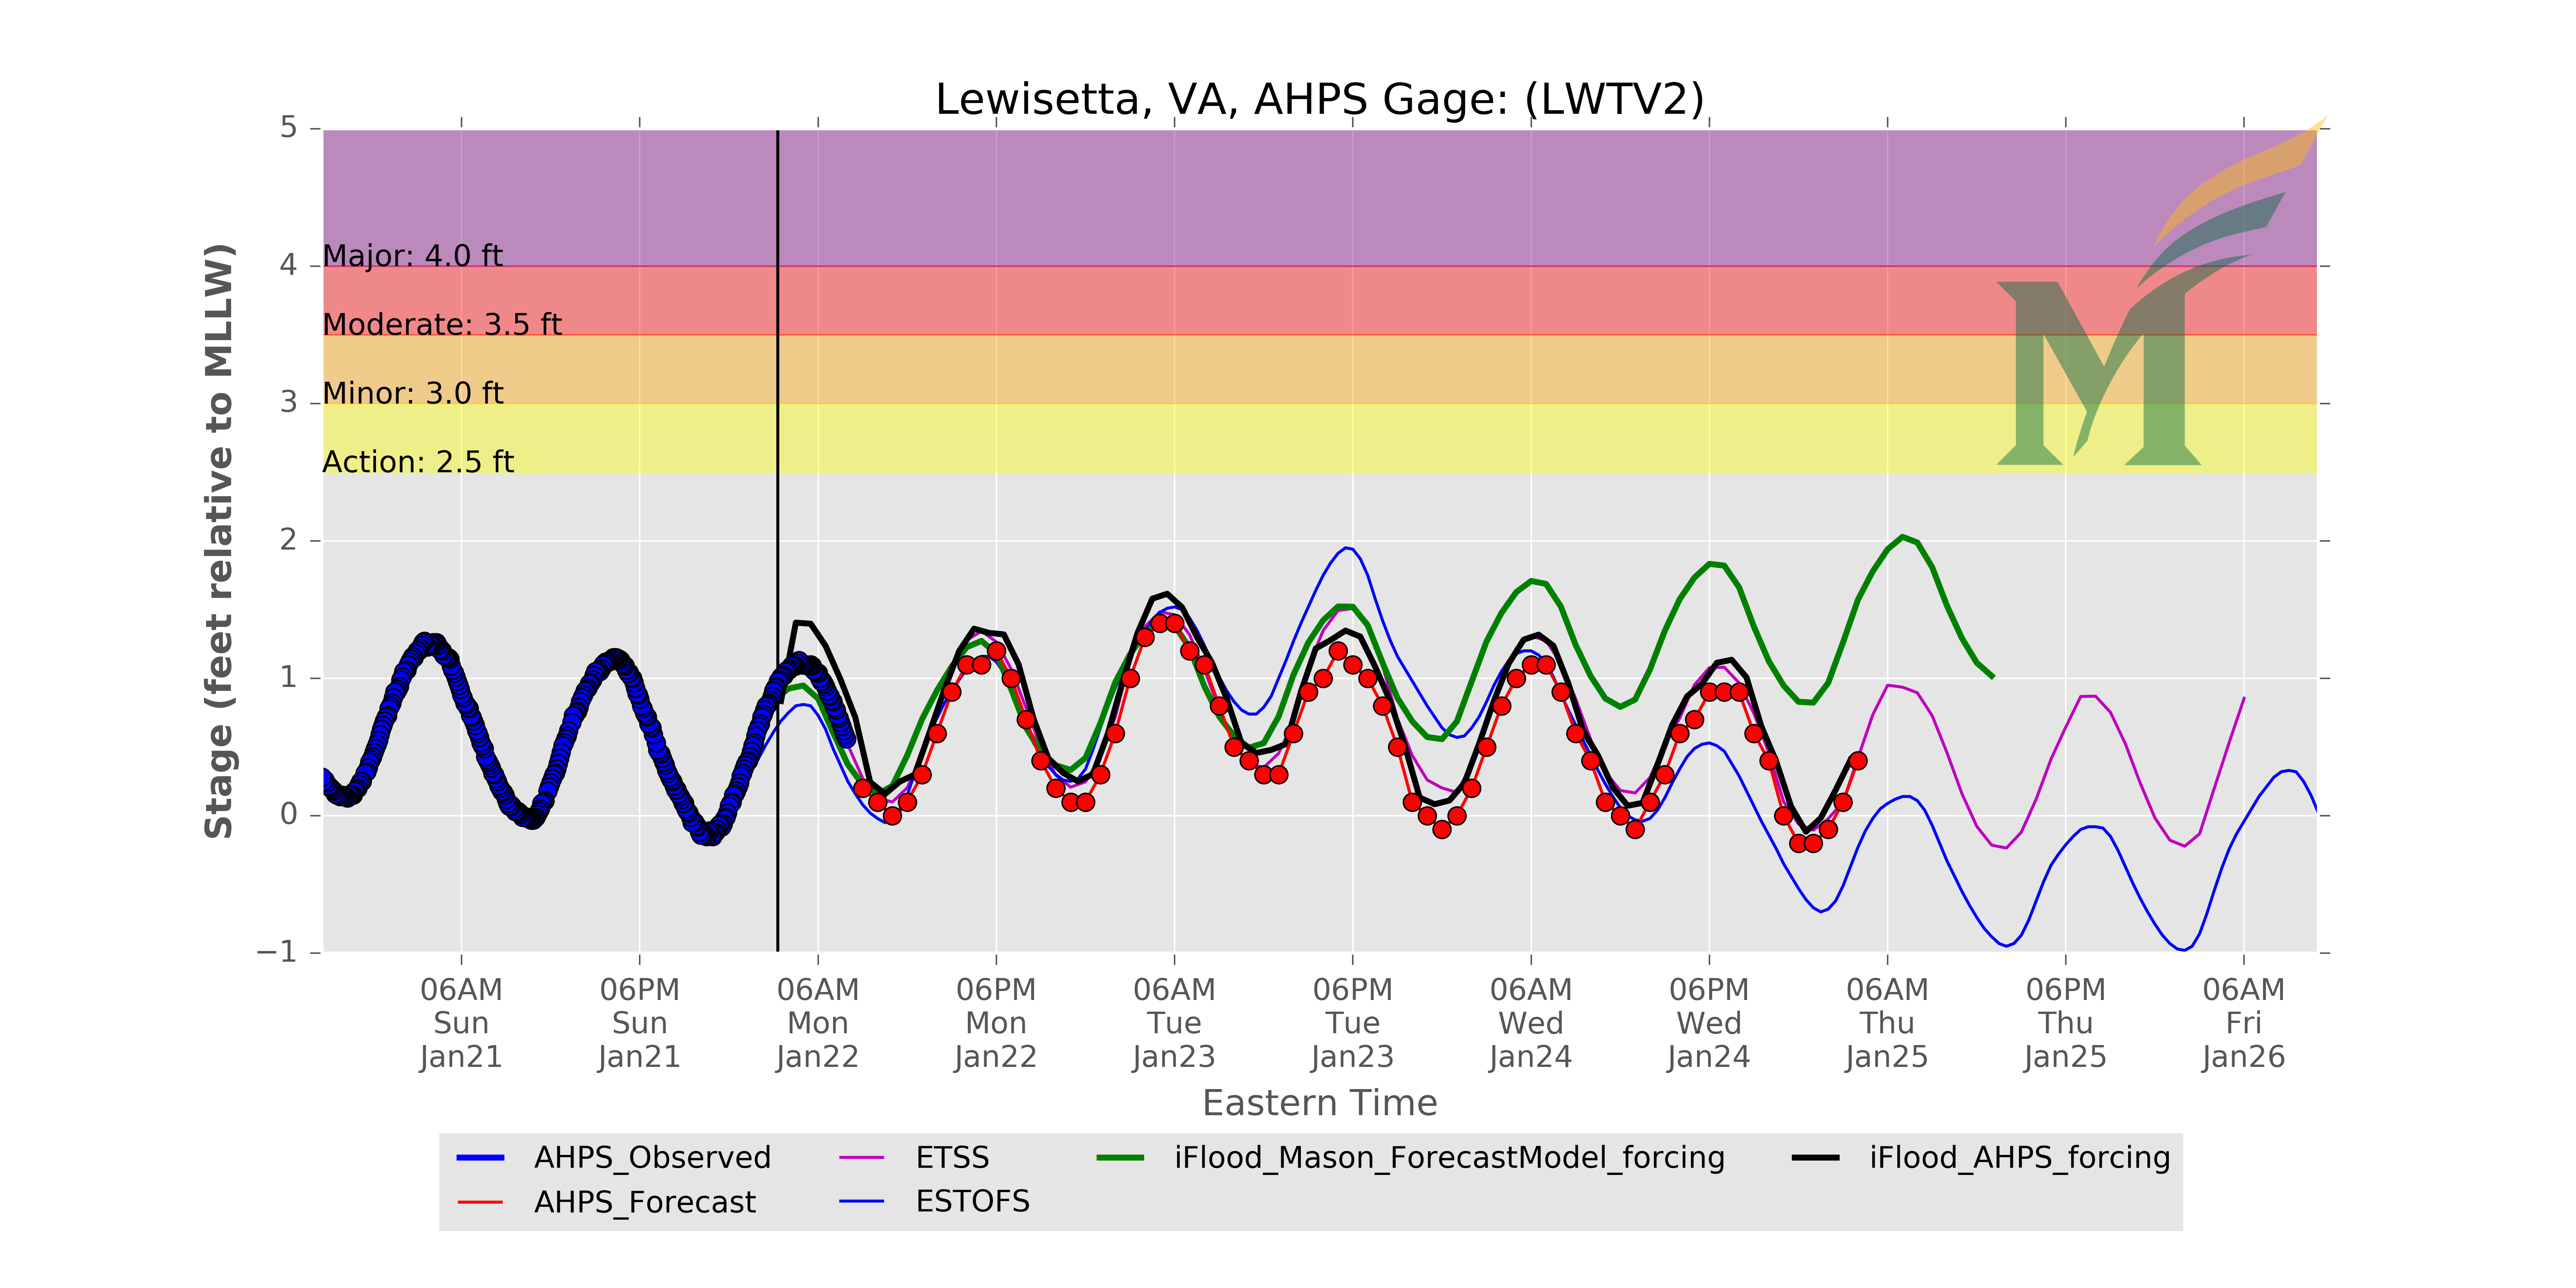 Lewisetta, VA, AHPS Gage: (LWTV2)
Stage (feet relative to MLLW)
5
4
3
2
1
0
−1
Major: 4.0 ft
Moderate: 3.5 ft
Minor: 3.0 ft
Action: 2.5 ft
06AM 06PM 06AM 06PM 06AM 06PM 06AM 06PM 06AM 06PM 06AM
Sun Sun Mon Mon Tue Tue Wed Wed Thu Thu Fri
Jan21 Jan21 Jan22 Jan22 Jan23 Jan23 Jan24 Jan24 Jan25 Jan25 Jan26
Eastern Time
AHPS_Observed ETSS iFlood_Mason_ForecastModel_forcing iFlood_AHPS_forcing
AHPS_Forecast ESTOFS
M